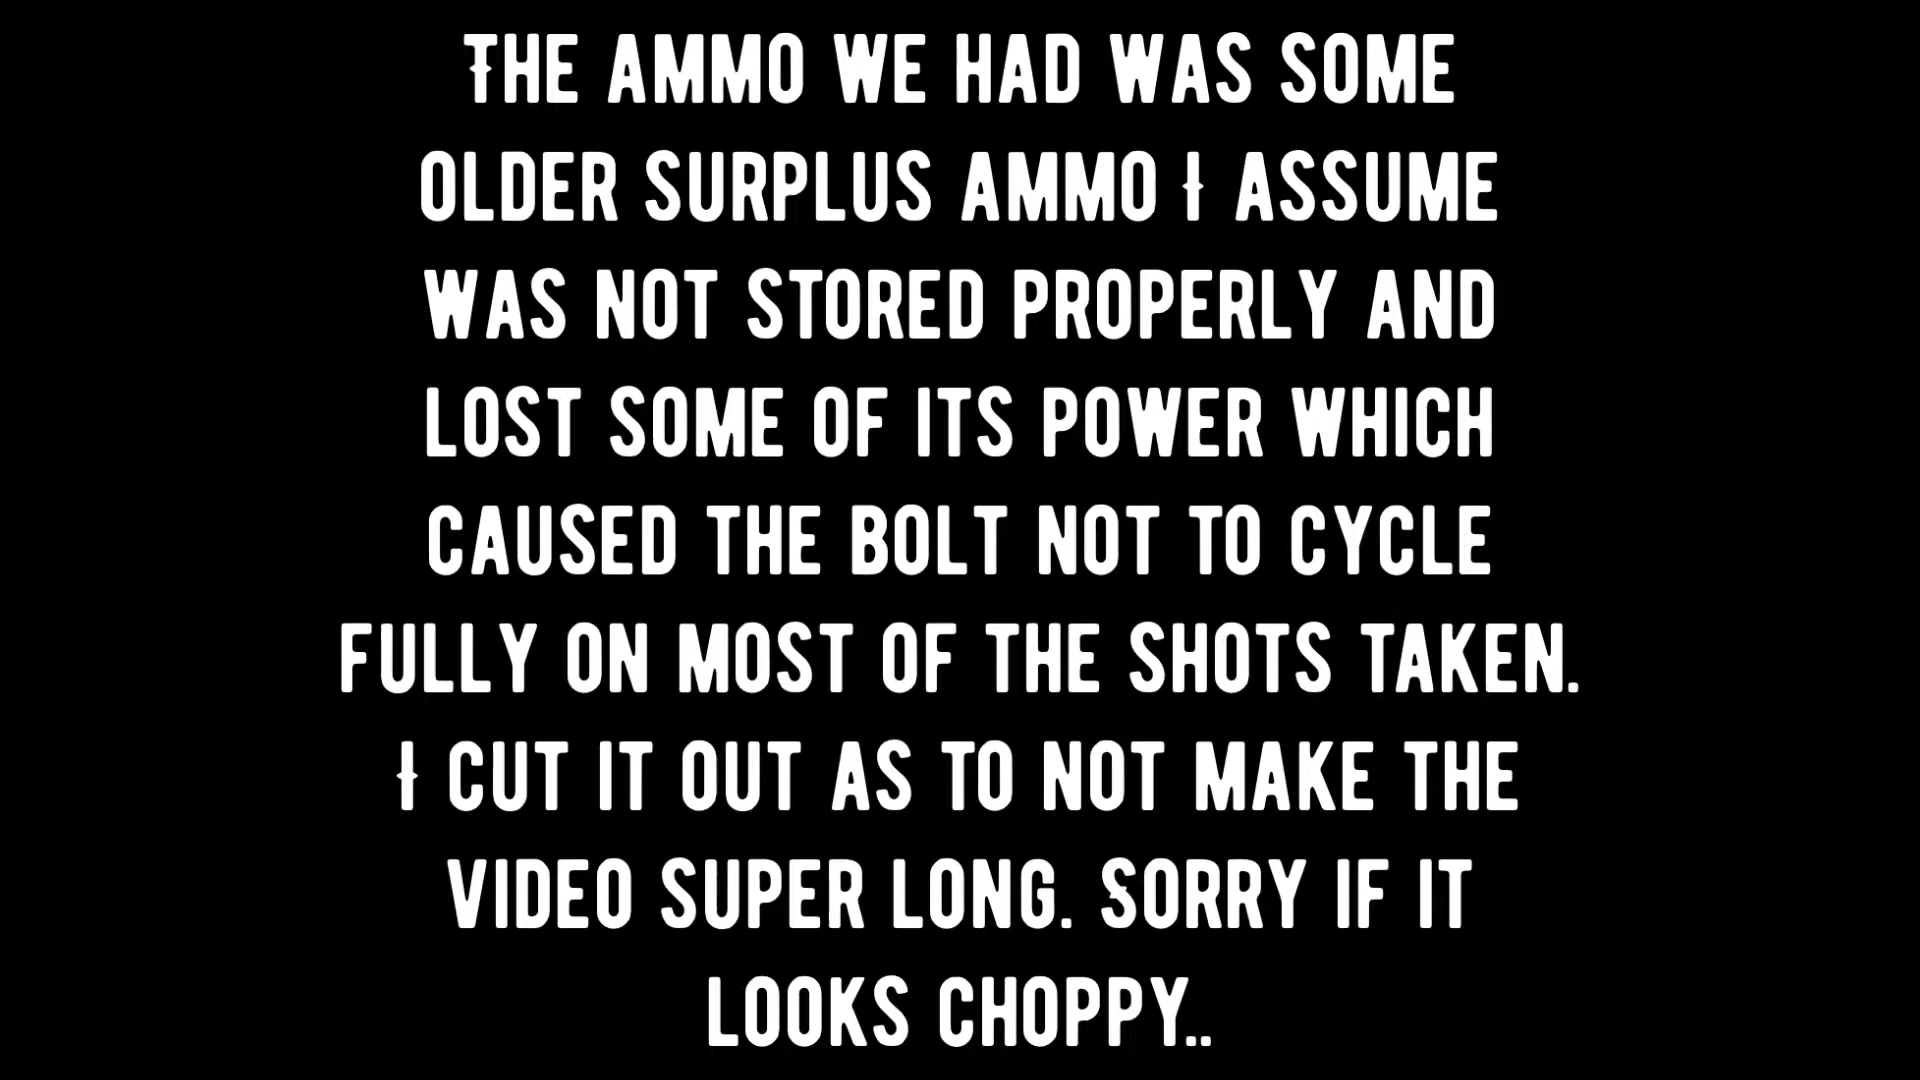 THE AMMO WE HAD WAS SOME
OLDER SURPLUS AMMO I ASSUME
WAS NOT STORED PROPERLY AND
LOST SOME OF ITS POWER WHICH
CAUSED THE BOLT NOT TO CYCLE
FULLY ON MOST OF THE SHOTS TAKEN.
I CUT IT OUT AS TO NOT MAKE THE
VIDEO SUPER LONG. SORRY IF IT
LOOKS CHOPPY..